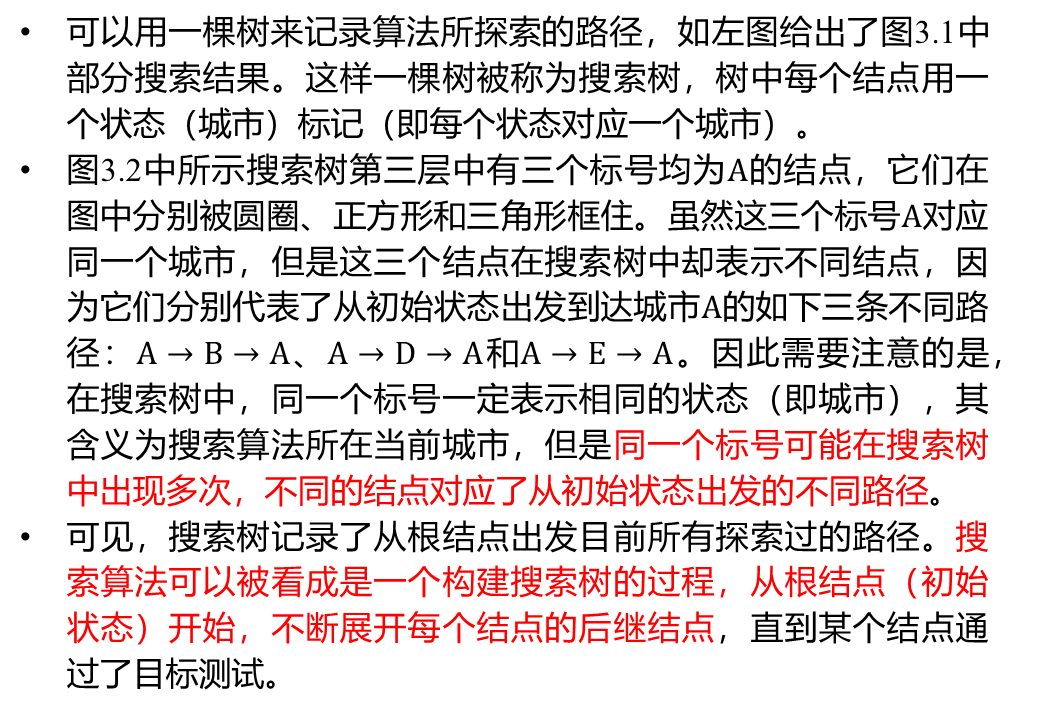 • 可以用一棵树来记录算法所探索的路径，如左图给出了图3.1中
部分搜索结果。这样一棵树被称为搜索树，树中每个结点用一
个状态（城市）标记（即每个状态对应一个城市）。
• 图3.2中所示搜索树第三层中有三个标号均为A的结点，它们在
图中分别被圆圈、正方形和三角形框住。虽然这三个标号A对应
同一个城市，但是这三个结点在搜索树中却表示不同结点，因
为它们分别代表了从初始状态出发到达城市A的如下三条不同路
径：A → B → A、A → D → A和A → E → A。因此需要注意的是，
在搜索树中，同一个标号一定表示相同的状态（即城市），其
含义为搜索算法所在当前城市，但是同一个标号可能在搜索树
中出现多次，不同的结点对应了从初始状态出发的不同路径。
• 可见，搜索树记录了从根结点出发目前所有探索过的路径。搜
索算法可以被看成是一个构建搜索树的过程，从根结点（初始
状态）开始，不断展开每个结点的后继结点，直到某个结点通
过了目标测试。